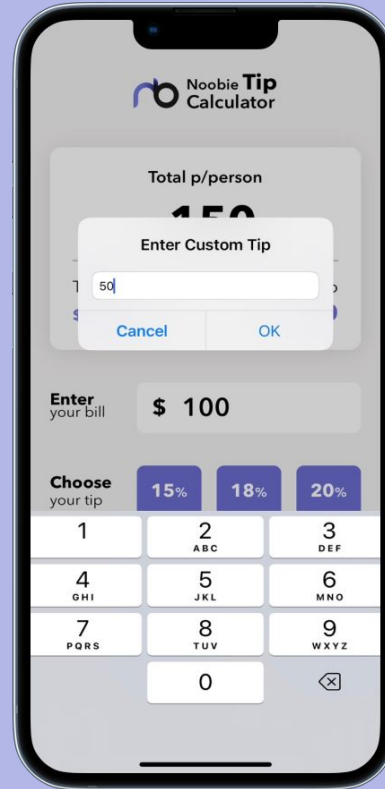 Noobie Tip
Calculator
Total p/person
150
Enter Custom Tip
50
Cancel OK
Enter
your bill
$ 100
Choose
your tip
15% 18% 20%
1 2 3
ABC DEF
4 5 6
GHI JKL MNO
7 8 9
PQRS TUV WXYZ
0